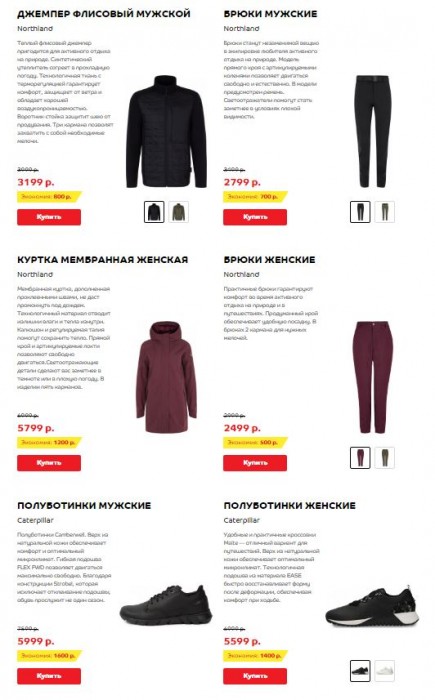 ДЖЕМПЕР ФЛИСОВЫЙ МУЖСКОЙ
Northland
Теплый флисовый джемпер
пригодится для активного отдыха
на природе. Синтетический
утеплитель согреет в прохладную
погоду. Технологичная ткань с
терморегуляцией гарантирует
комфорт, защищает от ветра и
обладает хорошей
воздухопроницаемостью.
Воротник-стойка защитит шею от
продувания. Три кармана позволят
захватить с собой необходимые
мелочи.
3999 р.
3199 р.
Экономия: 800 р.
Купить
БРЮКИ МУЖСКИЕ
Northland
Брюки станут незаменимой вещью
в экипировке любителя активного
отдыха на природе. Модель
прямого кроя с артикулируемыми
коленями позволяет двигаться
свободно и естественно. В модели
предусмотрен ремень.
Светоотражатели помогут стать
заметнее в условиях плохой
видимости.
3499 р.
2799 р.
Экономия: 700 р.
Купить
КУРТКА МЕМБРАННАЯ ЖЕНСКАЯ
Northland
Мембранная куртка, дополненная
проклеенными швами, не даст
промокнуть под дождем.
Технологичный материал отводит
капельки влаги и тепла изнутри.
Капюшон и регулируемая талия
помогут сохранить тепло. Прямой
крой и артикулируемые локти
позволяют свободно
двигаться.Светоотражающие
детали сделают вас заметнее в
темноте или в плохую погоду. В
изделии пять карманов.
6999 р.
5799 р.
Экономия: 1200 р.
Купить
БРЮКИ ЖЕНСКИЕ
Northland
Практичные брюки гарантируют
комфорт во время активного
отдыха на природе и в
путешествиях. Продуманный крой
обеспечивает удобную посадку. В
брюках 2 кармана для нужных
мелочей.
2999 р.
2499 р.
Экономия: 500 р.
Купить
ПОЛУБОТИНКИ МУЖСКИЕ
Caterpillar
Полуботинки Camberwell. Верх из
натуральной кожи обеспечивает
комфорт и оптимальный
микроклимат. Гибкая подошва
FLEX FWD позволяет двигаться
максимально свободно. Благодаря
конструкции Strobel, которая
исключает отклеивание подошвы,
обувь прослужит не один сезон.
7599 р.
5999 р.
Экономия: 1600 р.
Купить
ПОЛУБОТИНКИ ЖЕНСКИЕ
Caterpillar
Удобные и практичные кроссовки
— отличный вариант для
путешествий. Верх из натуральной
кожи обеспечивает оптимальный
микроклимат. Технологичная
подошва из материала EASE
быстро восстанавливает форму
после деформации, обеспечивая
комфорт при ходьбе.
6999 р.
5599 р.
Экономия: 1400 р.
Купить